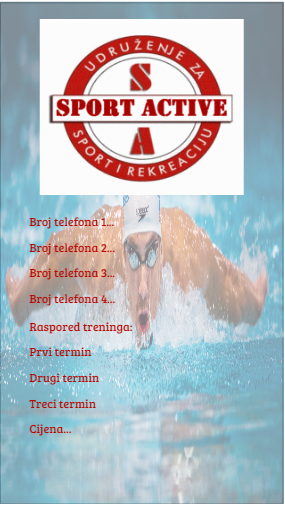 UDRUŽENJE ZA
S
SPORT ACTIVE
A
SPORT I REKREACIJU
Broj telefona 1...
Broj telefona 2...
Broj telefona 3...
Broj telefona 4...
Raspored treninga:
Prvi termin
Drugi termin
Treci termin
Cijena...